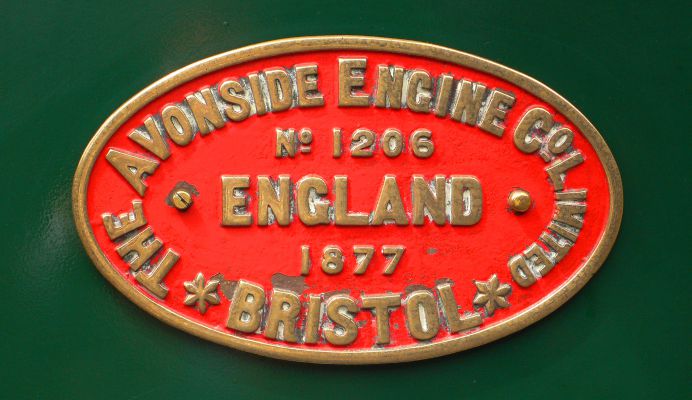 THE AVONSIDE ENGINE Co LIMITED
No 1206
ENGLAND
1877
BRISTOL